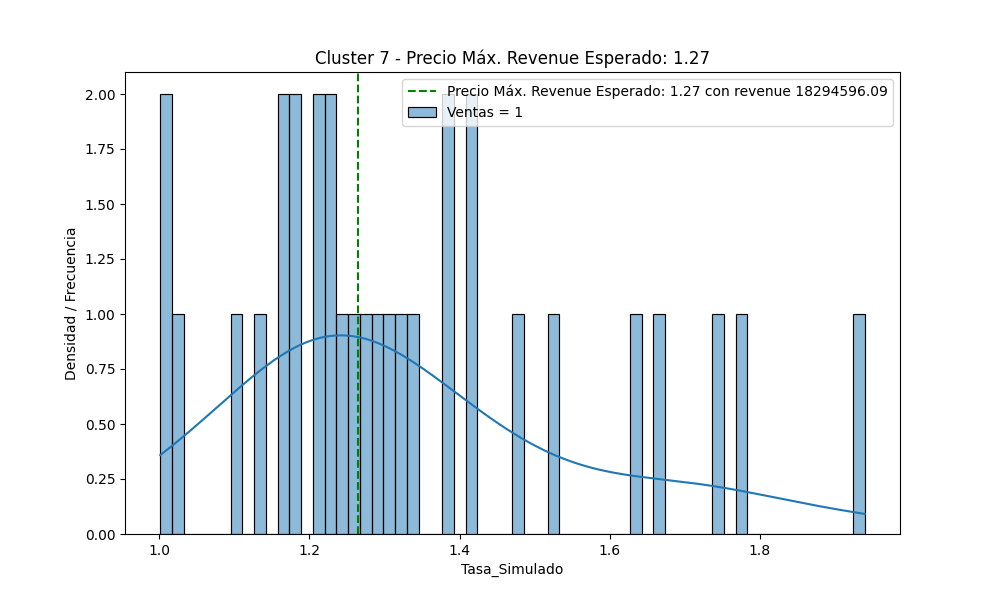 Cluster 7 - Precio Máx. Revenue Esperado: 1.27
Precio Máx. Revenue Esperado: 1.27 con revenue 18294596.09
Ventas = 1
Densidad / Frecuencia
2.00
1.75
1.50
1.25
1.00
0.75
0.50
0.25
0.00
1.0
1.2
1.4
1.6
1.8
Tasa_Simulado